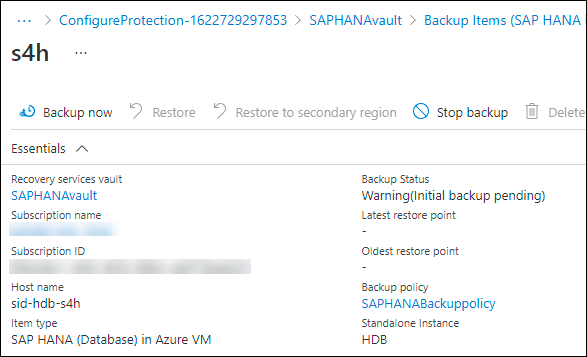 ··· > ConfigureProtection-1622729297853 > SAPHANAvault > Backup Items (SAP HANA
s4h ···
Backup now Restore Restore to secondary region Stop backup Delete
Essentials
Recovery services vault
SAPHANAvault
Subscription name
Subscription ID
Host name
sid-hdb-s4h
Item type
SAP HANA (Database) in Azure VM
Backup Status
Warning(Initial backup pending)
Latest restore point
-
Oldest restore point
-
Backup policy
SAPHANABackuppolicy
Standalone Instance
HDB